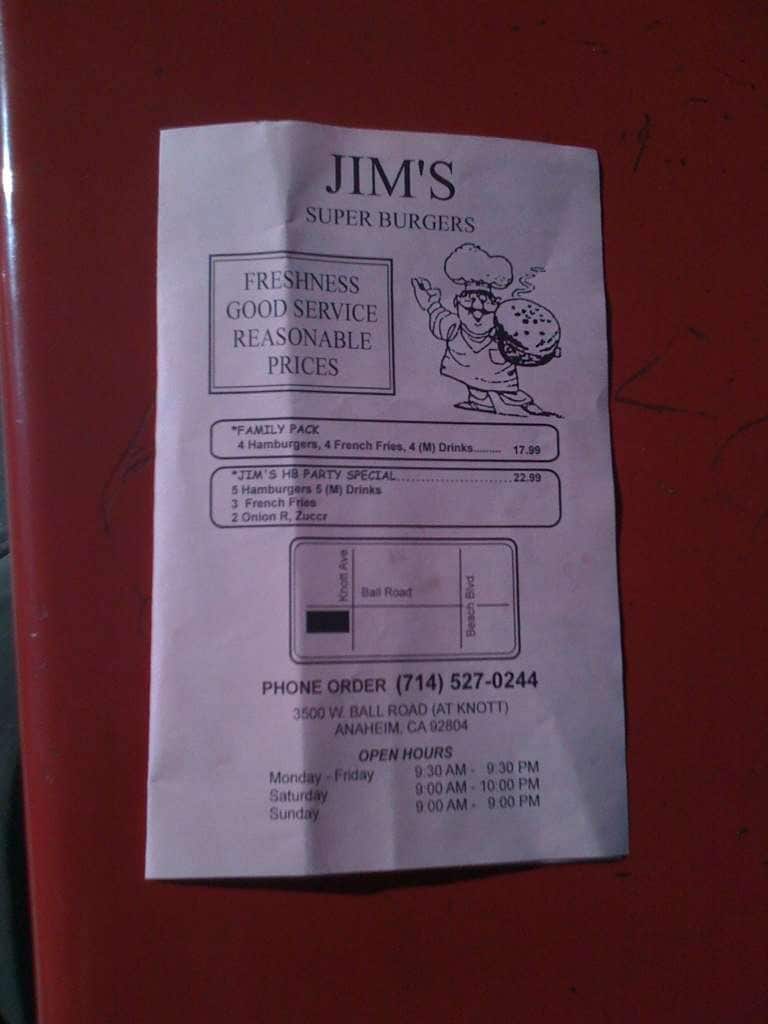 JIM'S
SUPER BURGERS
FRESHNESS
GOOD SERVICE
REASONABLE
PRICES
*FAMILY PACK
4 Hamburgers, 4 French Fries, 4 (M) Drinks......... 17.99
*JIM'S HB PARTY SPECIAL..........................22.99
5 Hamburgers 5 (M) Drinks
3 French Fries
2 Onion R, Zuccr
Knott Ave
Ball Road
Beach Blvd.
PHONE ORDER (714) 527-0244
3500 W. BALL ROAD (AT KNOTT)
ANAHEIM, CA 92804
OPEN HOURS
Monday - Friday 9:30 AM - 9:30 PM
Saturday 9:00 AM - 10:00 PM
Sunday 9:00 AM - 9:00 PM